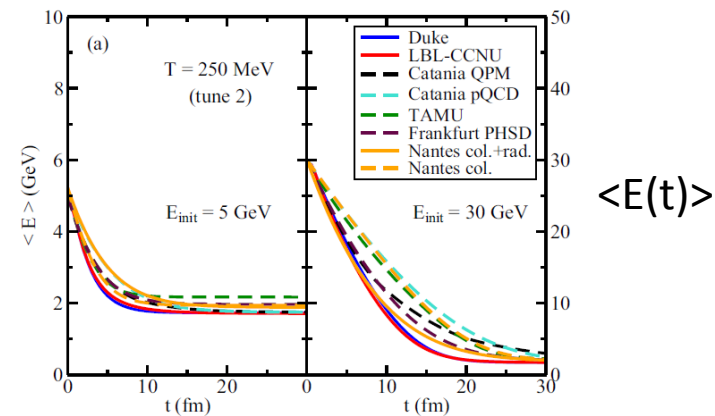 (a)
T = 250 MeV
(tune 2)
E_init = 5 GeV
E_init = 30 GeV
Duke
LBL-CCNU
Catania QPM
Catania pQCD
TAMU
Frankfurt PHSD
Nantes col.+rad.
Nantes col.
< E > (GeV)
10
8
6
4
2
0
50
40
30
20
10
0
0 10 20 0 10 20 30
t (fm) t (fm)
<E(t)>